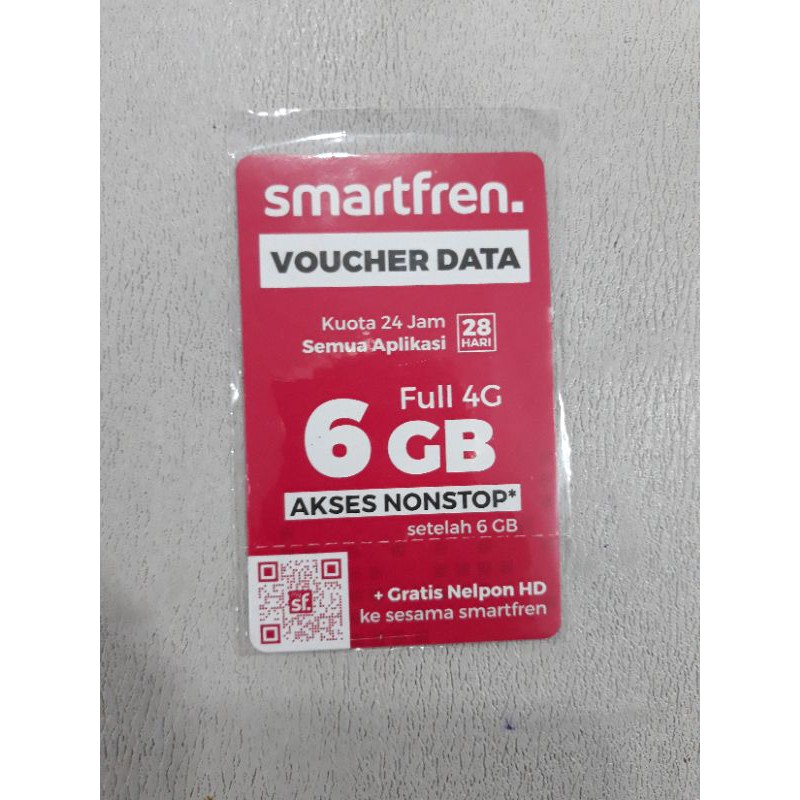 smartfren.
VOUCHER DATA
Kuota 24 Jam
Semua Aplikasi
28
HARI
Full 4G
6 GB
AKSES NONSTOP*
setelah 6 GB
sf.
+ Gratis Nelpon HD
ke sesama smartfren